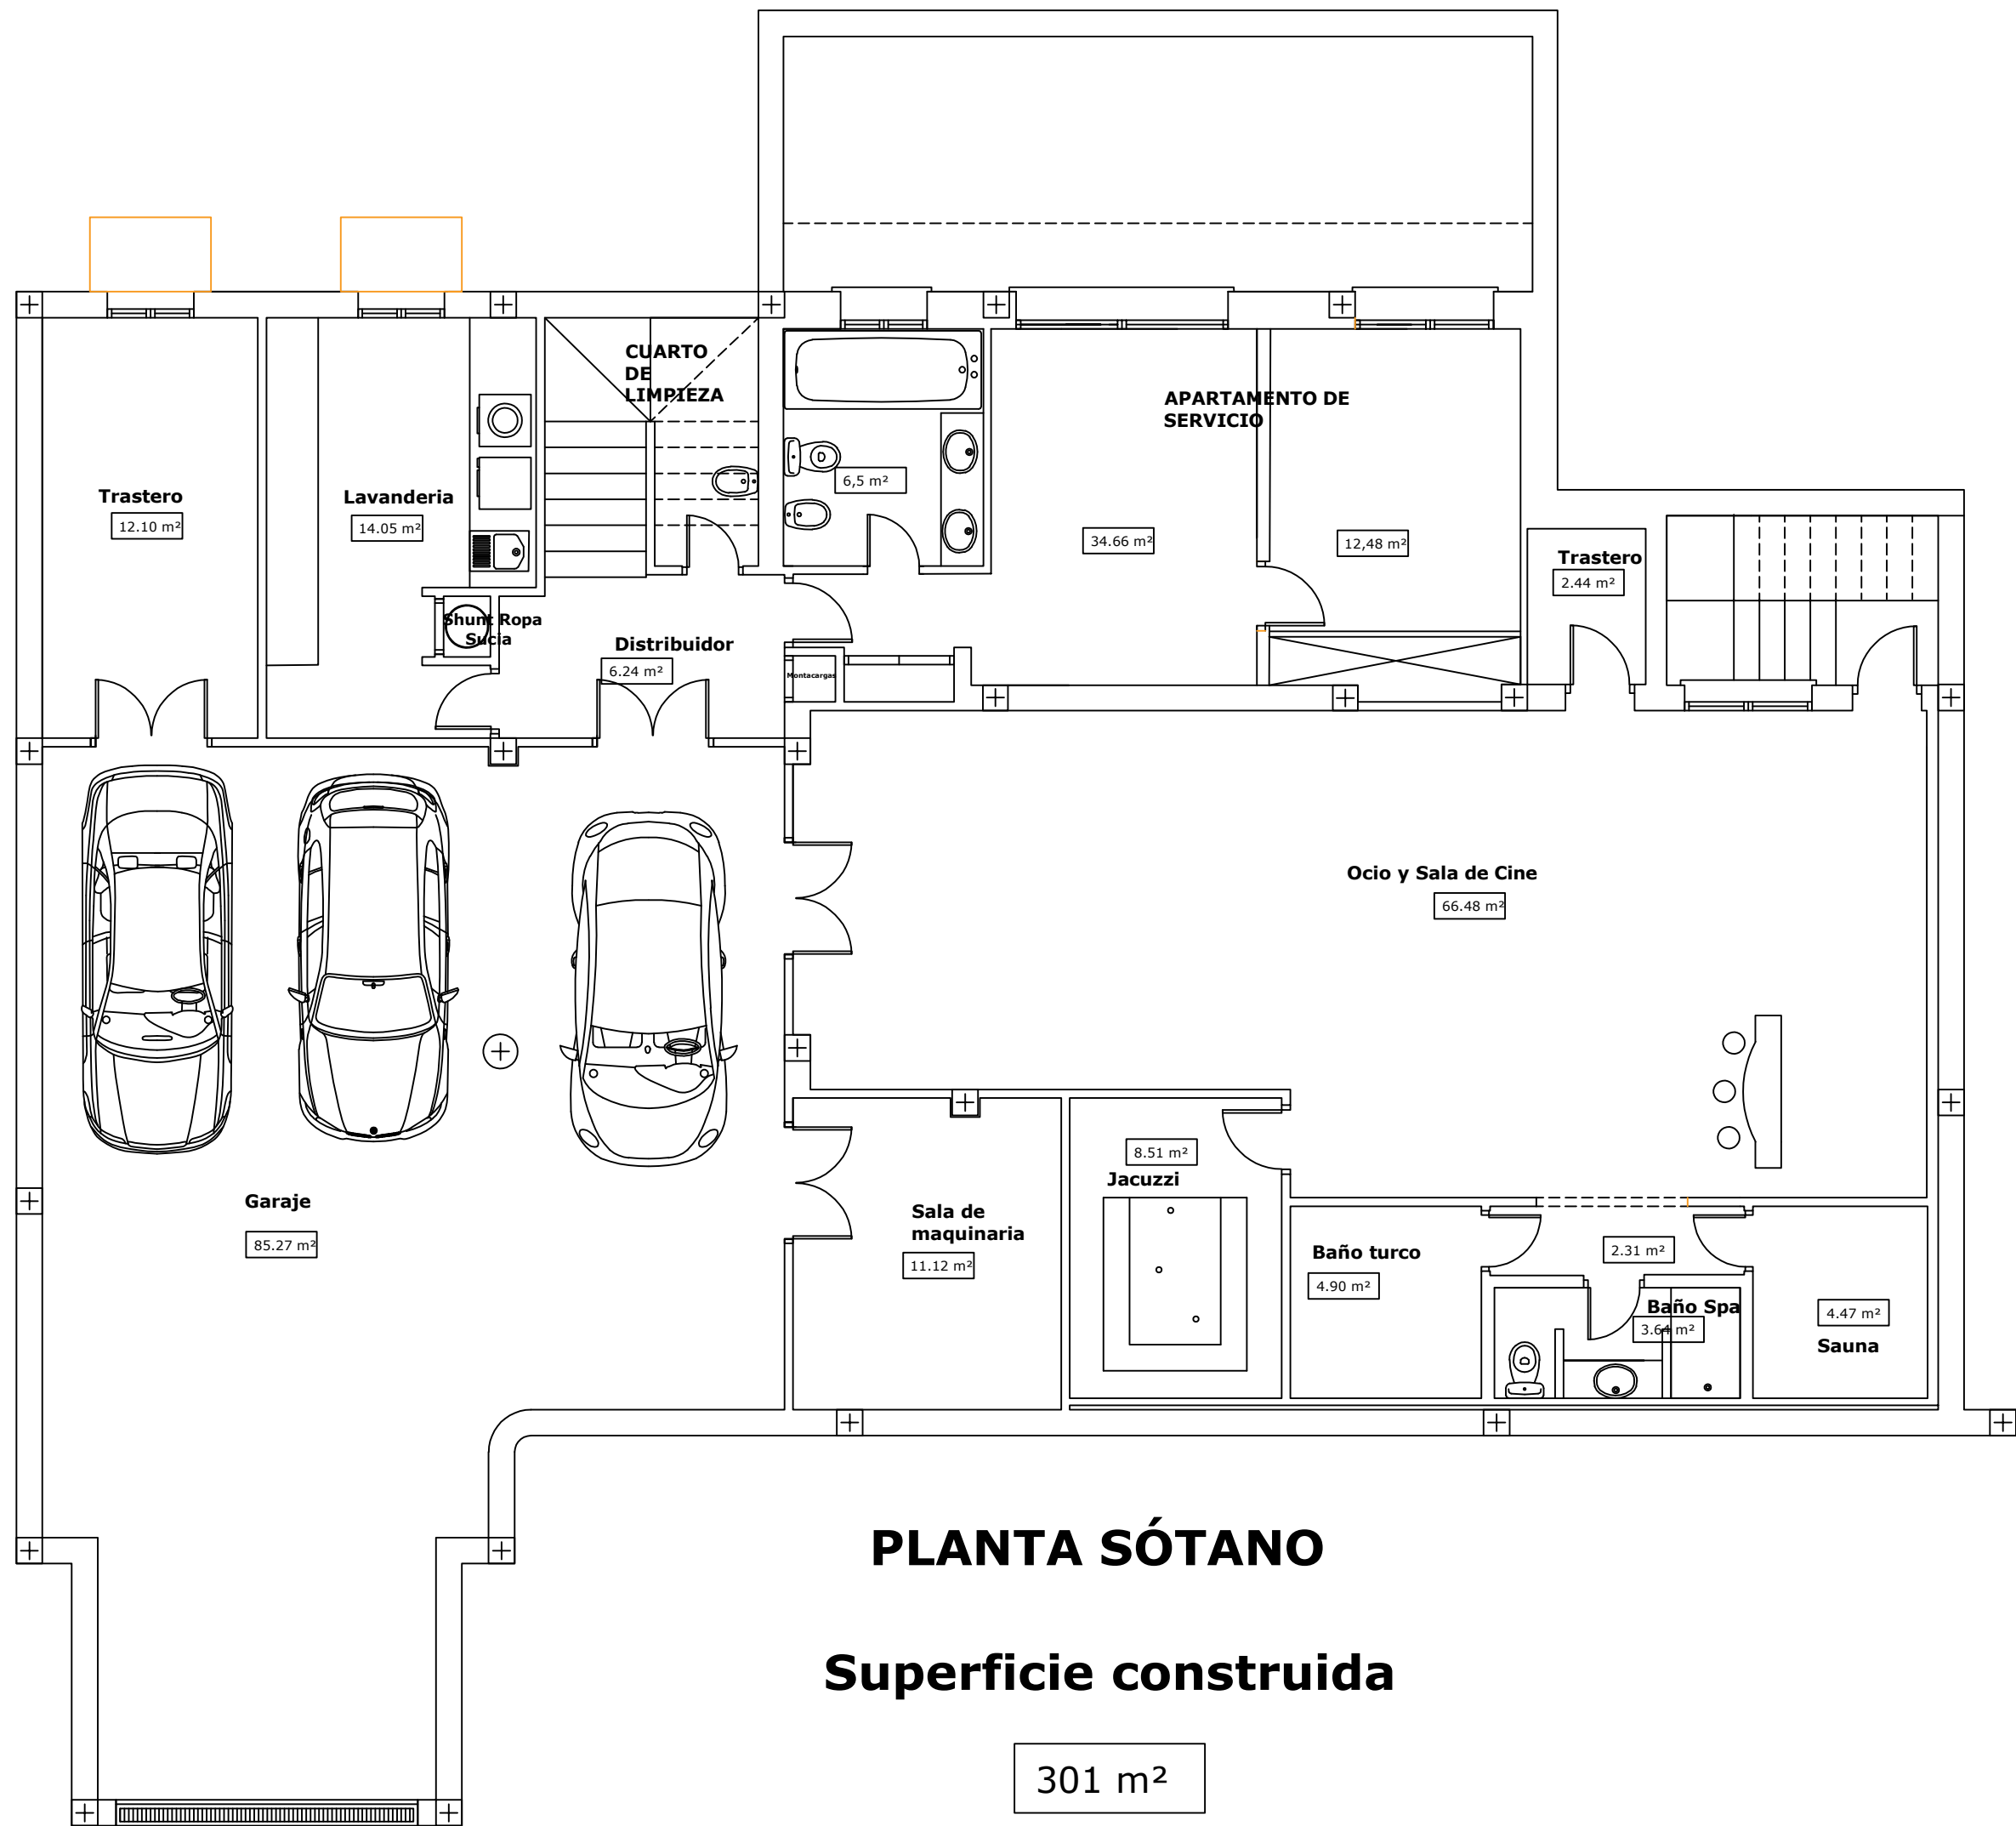 CUARTO
DE
LIMPIEZA
APARTAMENTO DE
SERVICIO
6,5 m²
Trastero
12.10 m²
Lavanderia
14.05 m²
34.66 m²
12,48 m²
Trastero
2.44 m²
Shunt Ropa
Sucia
Distribuidor
6.24 m²
Montacargas
Ocio y Sala de Cine
66.48 m²
8.51 m²
Jacuzzi
Garaje
85.27 m²
Sala de
maquinaria
11.12 m²
Baño turco
4.90 m²
2.31 m²
Baño Spa
3.64 m²
4.47 m²
Sauna
PLANTA SÓTANO
Superficie construida
301 m²